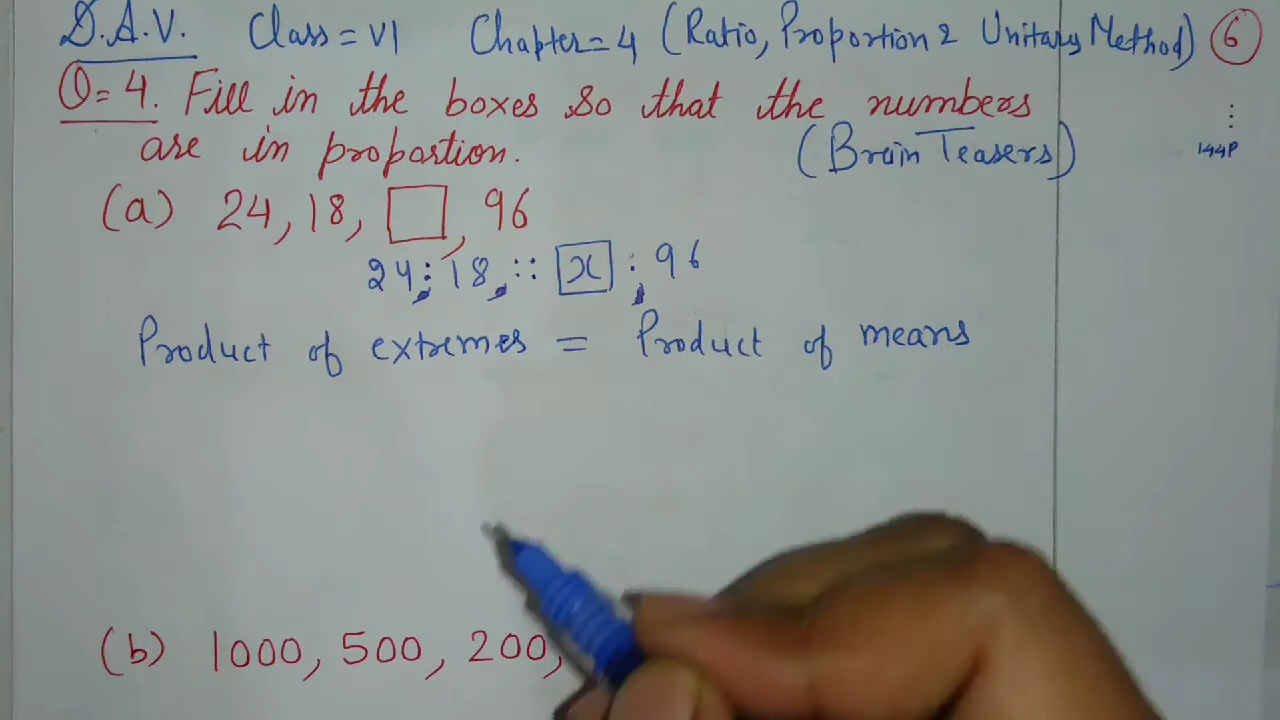 D.A.V. Class = VI Chapter = 4 (Ratio, Proportion & Unitary Method) 6
Q=4. Fill in the boxes so that the numbers
are in proportion. (Brain Teasers)
144P
(a) 24, 18, □, 96
24 : 18 :: x : 96
Product of extremes = Product of means
(b) 1000, 500, 200,